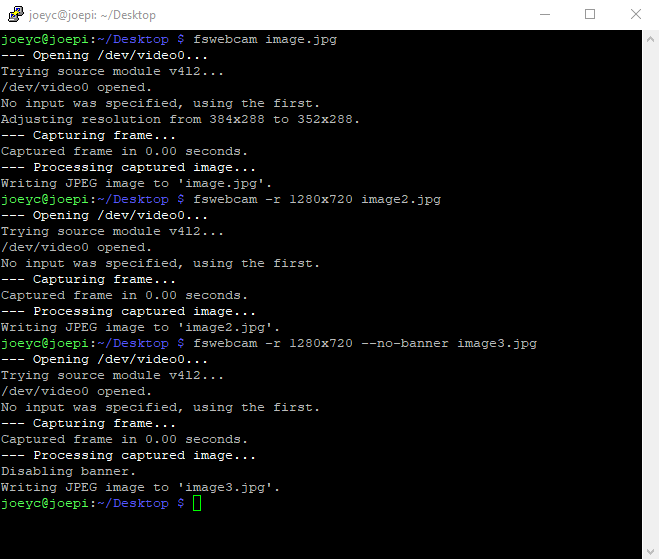 joeyc@joepi: ~/Desktop
joeyc@joepi:~/Desktop $ fswebcam image.jpg
--- Opening /dev/video0...
Trying source module v4l2...
/dev/video0 opened.
No input was specified, using the first.
Adjusting resolution from 384x288 to 352x288.
--- Capturing frame...
Captured frame in 0.00 seconds.
--- Processing captured image...
Writing JPEG image to 'image.jpg'.
joeyc@joepi:~/Desktop $ fswebcam -r 1280x720 image2.jpg
--- Opening /dev/video0...
Trying source module v4l2...
/dev/video0 opened.
No input was specified, using the first.
--- Capturing frame...
Captured frame in 0.00 seconds.
--- Processing captured image...
Writing JPEG image to 'image2.jpg'.
joeyc@joepi:~/Desktop $ fswebcam -r 1280x720 --no-banner image3.jpg
--- Opening /dev/video0...
Trying source module v4l2...
/dev/video0 opened.
No input was specified, using the first.
--- Capturing frame...
Captured frame in 0.00 seconds.
--- Processing captured image...
Disabling banner.
Writing JPEG image to 'image3.jpg'.
joeyc@joepi:~/Desktop $